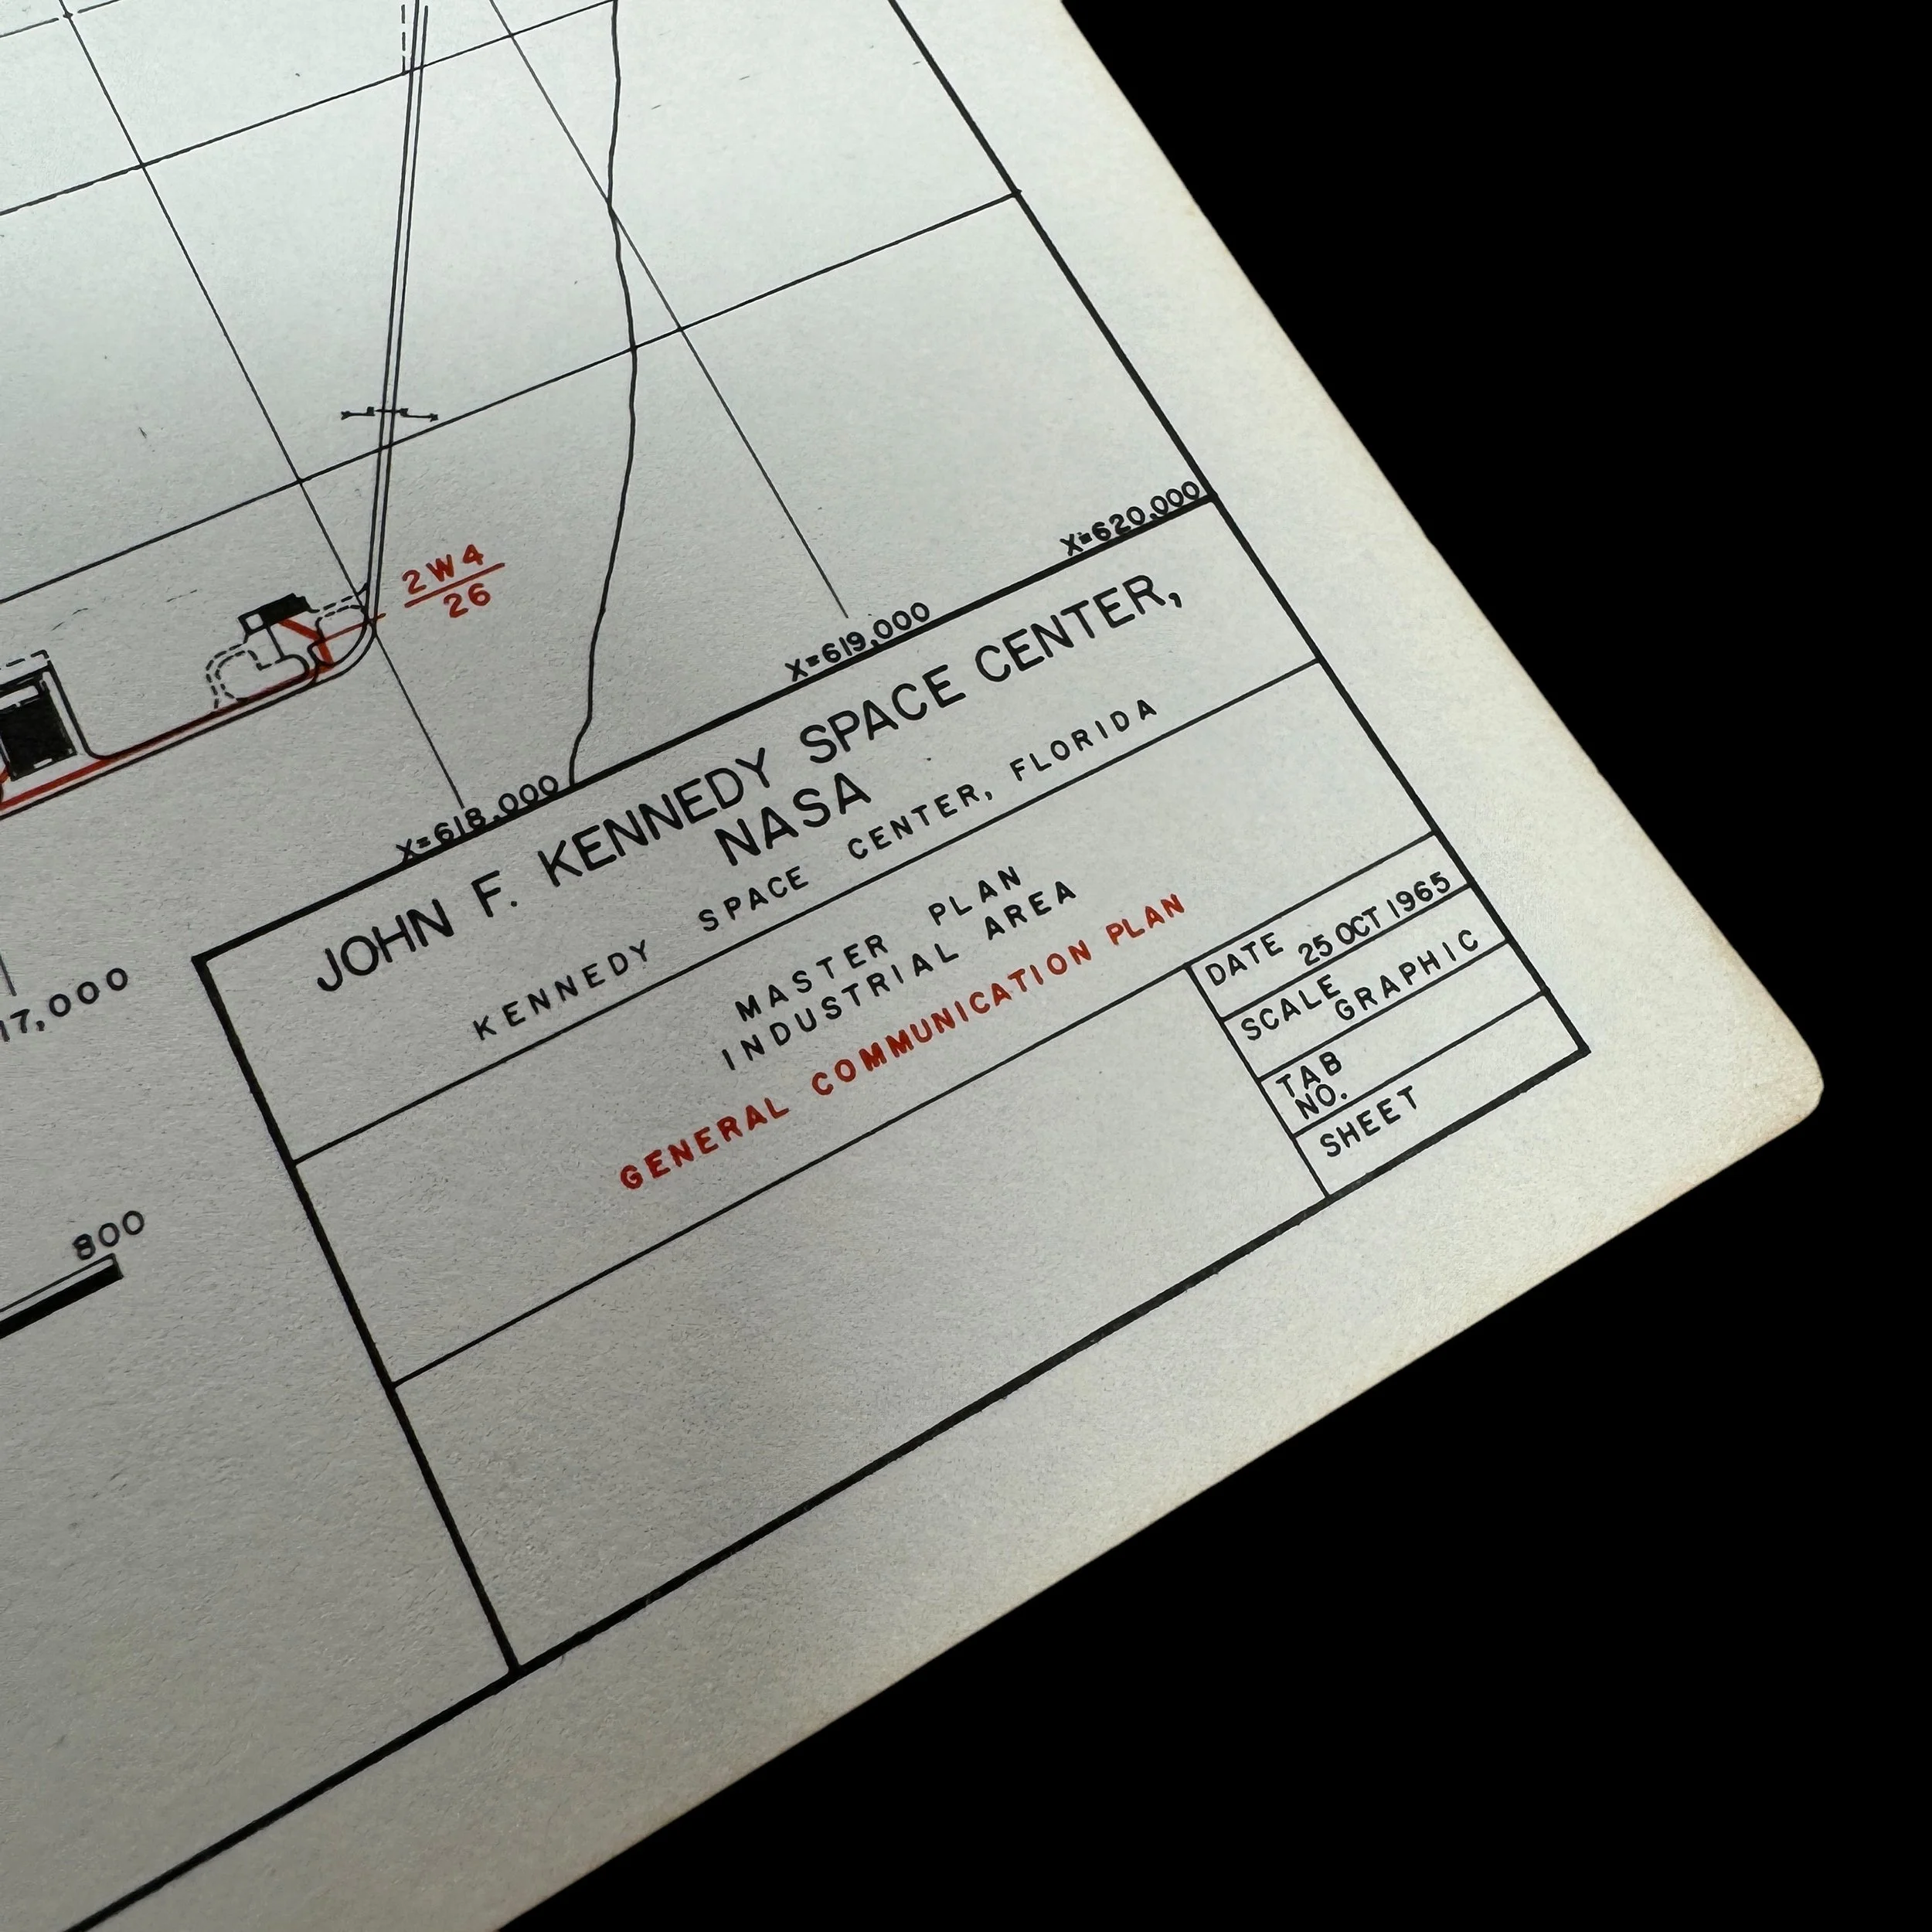 2W4
26
X=620,000
X=619,000
X=618,000
17,000
800
JOHN F. KENNEDY SPACE CENTER,
NASA
KENNEDY SPACE CENTER, FLORIDA
MASTER PLAN
INDUSTRIAL AREA
GENERAL COMMUNICATION PLAN
DATE 25 OCT 1965
SCALE
GRAPHIC
TAB
NO.
SHEET